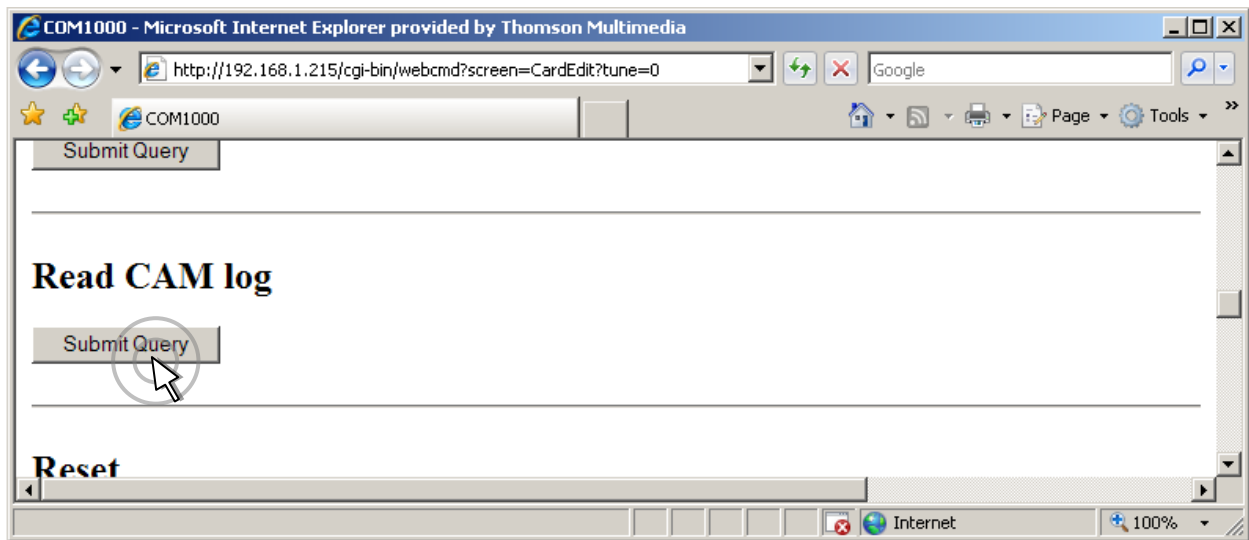 COM1000 - Microsoft Internet Explorer provided by Thomson Multimedia
http://192.168.1.215/cgi-bin/webcmd?screen=CardEdit?tune=0
Google
COM1000
Page
Tools
Submit Query
Read CAM log
Submit Query
Reset
Internet
100%